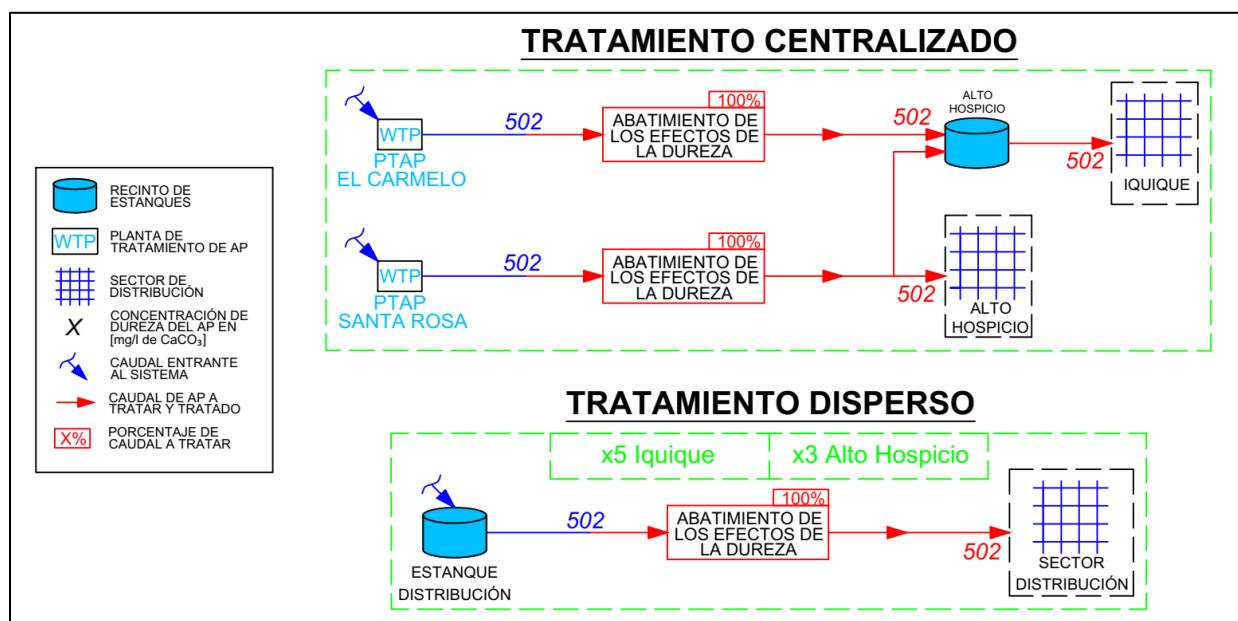 TRATAMIENTO CENTRALIZADO
WTP
PTAP
EL CARMELO
502
100%
ABATIMIENTO DE
LOS EFECTOS DE
LA DUREZA
502
ALTO
HOSPICIO
502
IQUIQUE
WTP
PTAP
SANTA ROSA
502
100%
ABATIMIENTO DE
LOS EFECTOS DE
LA DUREZA
502
ALTO
HOSPICIO
RECINTO DE
ESTANQUES
WTP
PLANTA DE
TRATAMIENTO DE AP
SECTOR DE
DISTRIBUCIÓN
X
CONCENTRACIÓN DE
DUREZA DEL AP EN
[mg/l de CaCO₃]
CAUDAL ENTRANTE
AL SISTEMA
CAUDAL DE AP A
TRATAR Y TRATADO
X%
PORCENTAJE DE
CAUDAL A TRATAR
TRATAMIENTO DISPERSO
x5 Iquique
x3 Alto Hospicio
ESTANQUE
DISTRIBUCIÓN
502
100%
ABATIMIENTO DE
LOS EFECTOS DE
LA DUREZA
502
SECTOR
DISTRIBUCIÓN